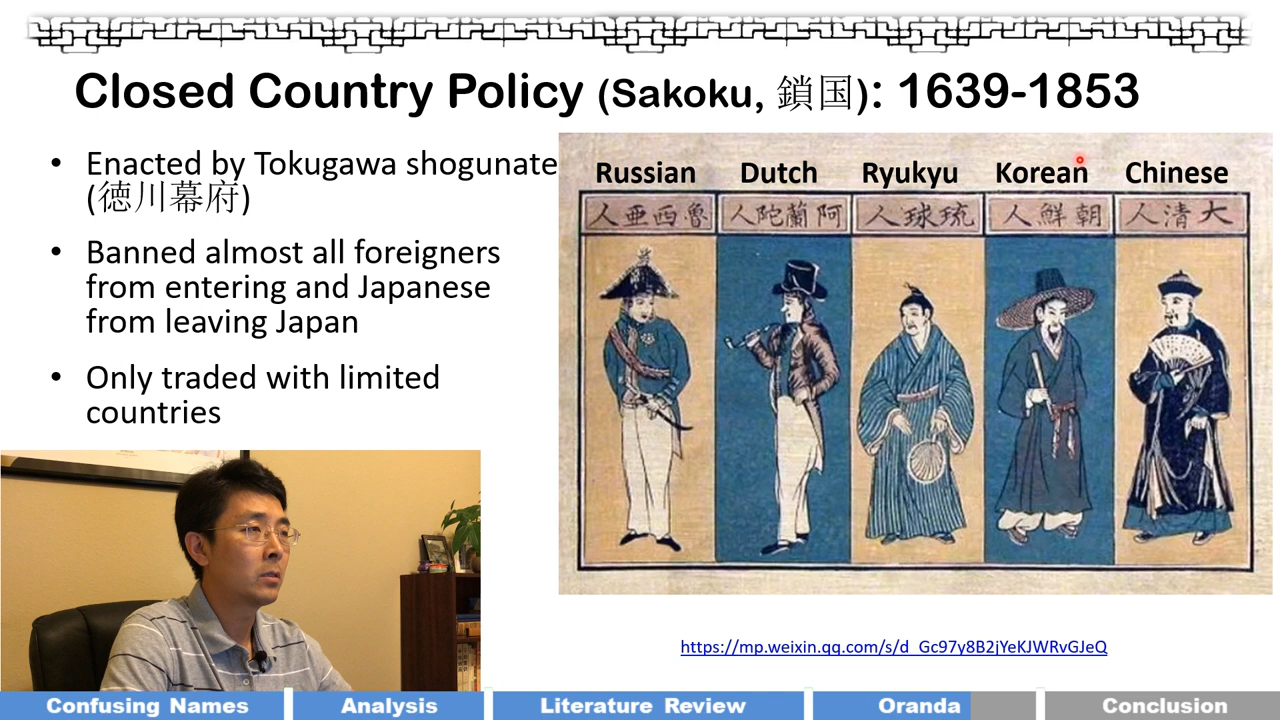 Closed Country Policy (Sakoku, 鎖国): 1639-1853
• Enacted by Tokugawa shogunate
(徳川幕府)
• Banned almost all foreigners
from entering and Japanese
from leaving Japan
• Only traded with limited
countries
Russian Dutch Ryukyu Korean Chinese
人亜西魯 人陀蘭阿 人球琉 人鮮朝 人清大
https://mp.weixin.qq.com/s/d_Gc97y8B2jYeKJWRvGJeQ
Confusing Names Analysis Literature Review Oranda Conclusion